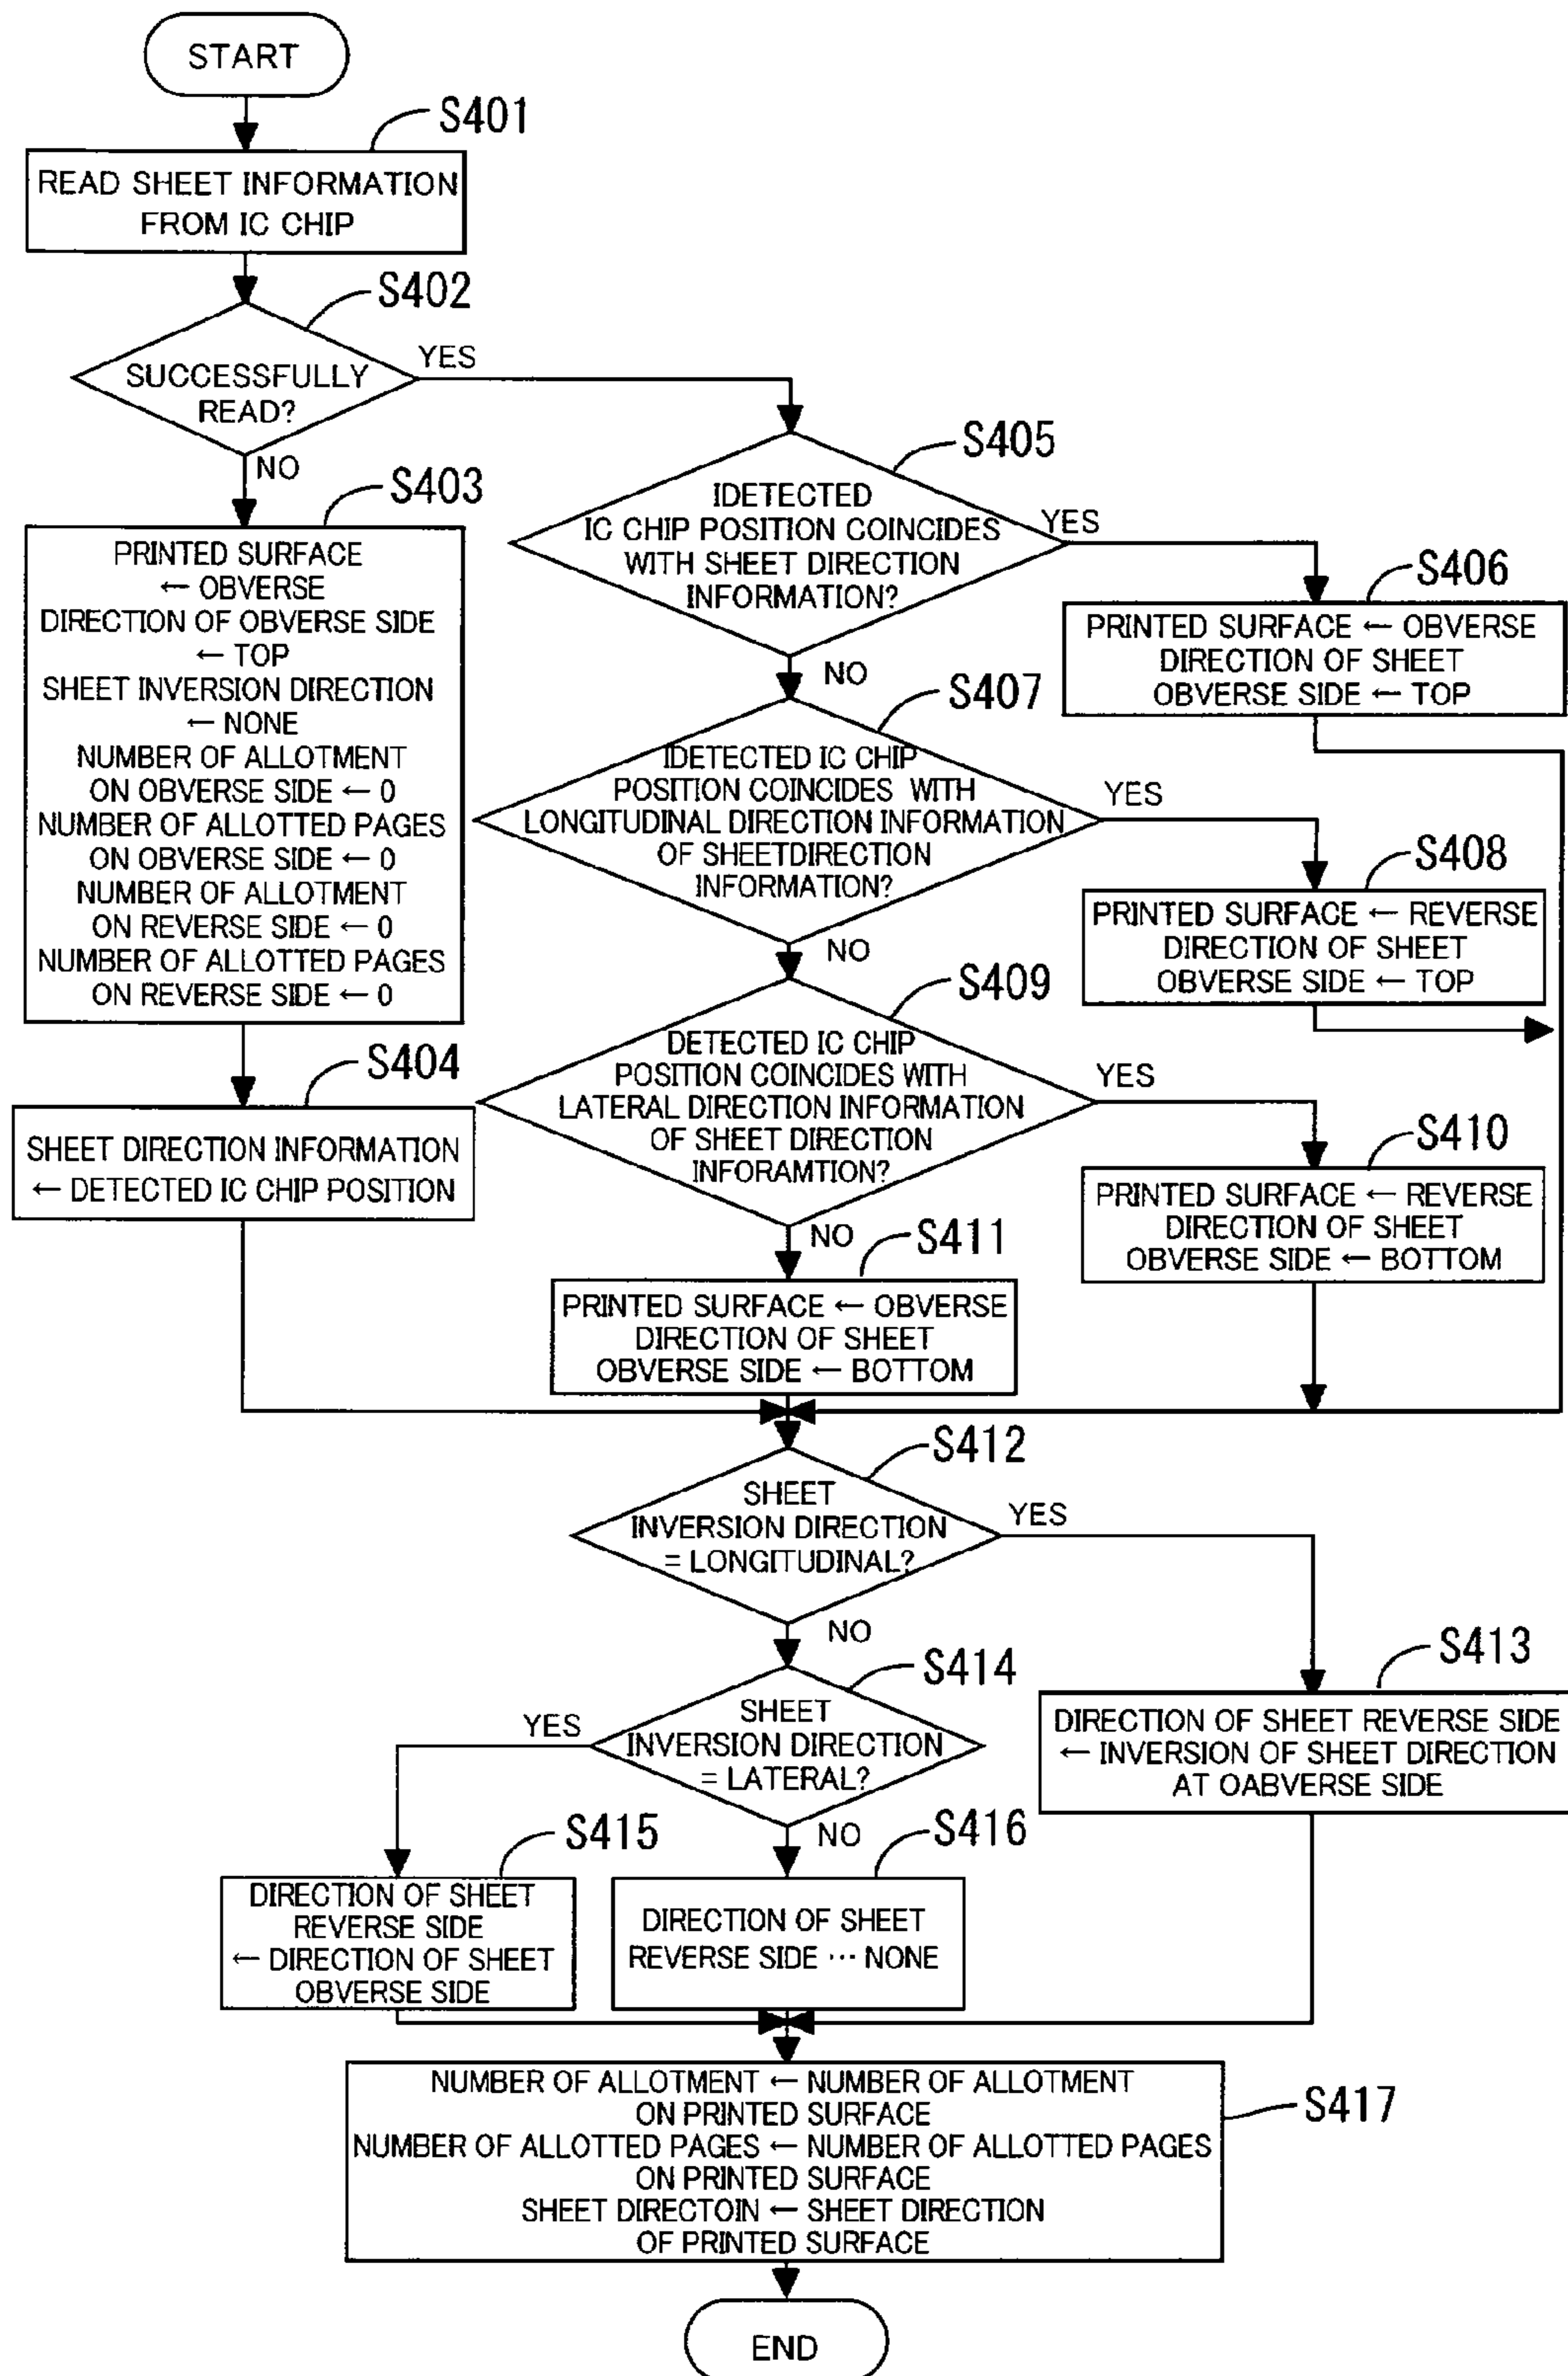 START
S401
READ SHEET INFORMATION
FROM IC CHIP
S402
SUCCESSFULLY
READ?
YES
NO
S403
PRINTED SURFACE
← OBVERSE
DIRECTION OF OBVERSE SIDE
← TOP
SHEET INVERSION DIRECTION
← NONE
NUMBER OF ALLOTMENT
ON OBVERSE SIDE ← 0
NUMBER OF ALLOTTED PAGES
ON OBVERSE SIDE ← 0
NUMBER OF ALLOTMENT
ON REVERSE SIDE ← 0
NUMBER OF ALLOTTED PAGES
ON REVERSE SIDE ← 0
S404
SHEET DIRECTION INFORMATION
← DETECTED IC CHIP POSITION
S405
IDETECTED
IC CHIP POSITION COINCIDES
WITH SHEET DIRECTION
INFORMATION?
YES
NO
S406
PRINTED SURFACE ← OBVERSE
DIRECTION OF SHEET
OBVERSE SIDE ← TOP
S407
IDETECTED IC CHIP
POSITION COINCIDES WITH
LONGITUDINAL DIRECTION INFORMATION
OF SHEETDIRECTION
INFORMATION?
YES
NO
S408
PRINTED SURFACE ← REVERSE
DIRECTION OF SHEET
OBVERSE SIDE ← TOP
S409
DETECTED IC CHIP
POSITION COINCIDES WITH
LATERAL DIRECTION INFORMATION
OF SHEET DIRECTION
INFORAMTION?
YES
NO
S410
PRINTED SURFACE ← REVERSE
DIRECTION OF SHEET
OBVERSE SIDE ← BOTTOM
S411
PRINTED SURFACE ← OBVERSE
DIRECTION OF SHEET
OBVERSE SIDE ← BOTTOM
S412
SHEET
INVERSION DIRECTION
= LONGITUDINAL?
YES
NO
S413
DIRECTION OF SHEET REVERSE SIDE
← INVERSION OF SHEET DIRECTION
AT OABVERSE SIDE
S414
SHEET
INVERSION DIRECTION
= LATERAL?
YES
NO
S415
DIRECTION OF SHEET
REVERSE SIDE
← DIRECTION OF SHEET
OBVERSE SIDE
S416
DIRECTION OF SHEET
REVERSE SIDE ··· NONE
S417
NUMBER OF ALLOTMENT ← NUMBER OF ALLOTMENT
ON PRINTED SURFACE
NUMBER OF ALLOTTED PAGES ← NUMBER OF ALLOTTED PAGES
ON PRINTED SURFACE
SHEET DIRECTOIN ← SHEET DIRECTION
OF PRINTED SURFACE
END